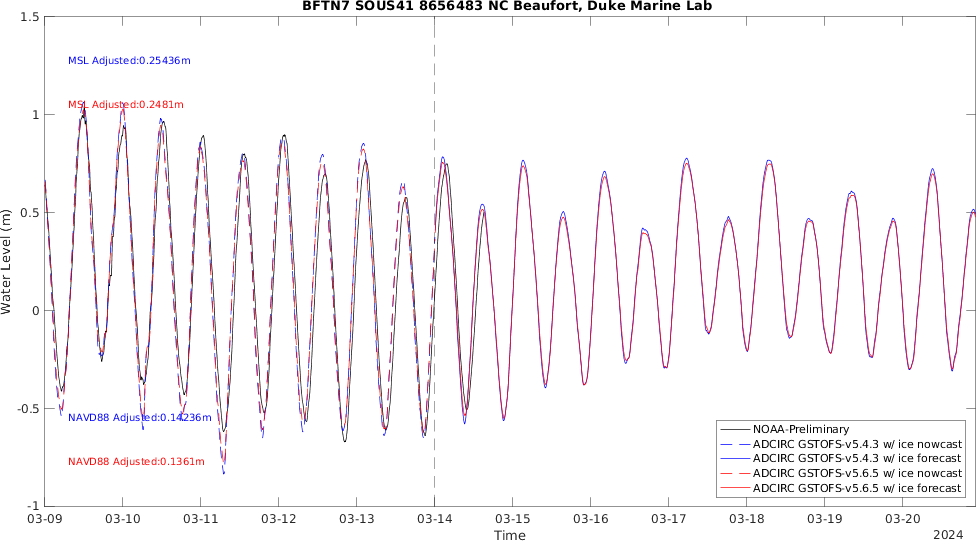 BFTN7 SOUS41 8656483 NC Beaufort, Duke Marine Lab
1.5
MSL Adjusted:0.25436m
MSL Adjusted:0.2481m
1
0.5
Water Level (m)
0
-0.5
NAVD88 Adjusted:0.14236m
NAVD88 Adjusted:0.1361m
-1
NOAA-Preliminary
ADCIRC GSTOFS-v5.4.3 w/ ice nowcast
ADCIRC GSTOFS-v5.4.3 w/ ice forecast
ADCIRC GSTOFS-v5.6.5 w/ ice nowcast
ADCIRC GSTOFS-v5.6.5 w/ ice forecast
03-09 03-10 03-11 03-12 03-13 03-14 03-15 03-16 03-17 03-18 03-19 03-20
Time
2024